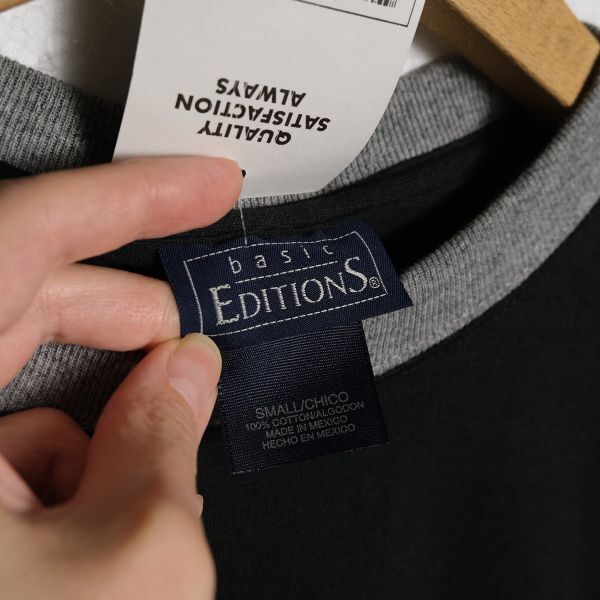 QUALITY
SATISFACTION
ALWAYS
basic
EDITIONS®
SMALL/CHICO
100% COTTON/ALGODON
MADE IN MEXICO
HECHO EN MEXICO